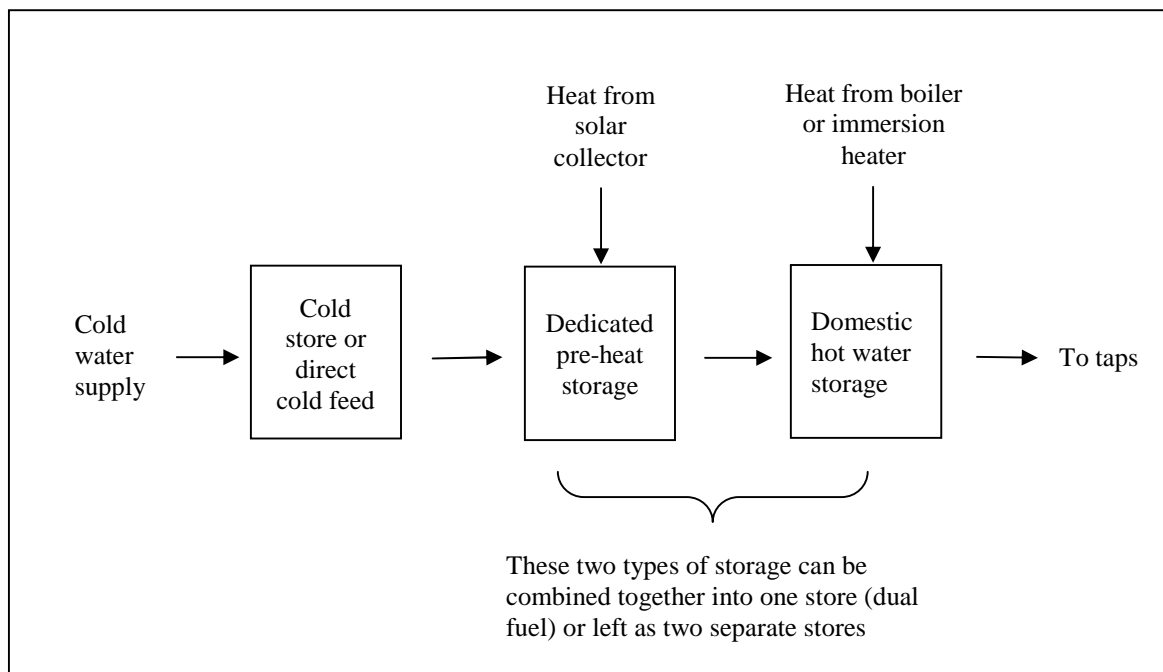 Heat from
solar
collector
Heat from boiler
or immersion
heater
Cold
water
supply
Cold
store or
direct
cold feed
Dedicated
pre-heat
storage
Domestic
hot water
storage
To taps
These two types of storage can be
combined together into one store (dual
fuel) or left as two separate stores